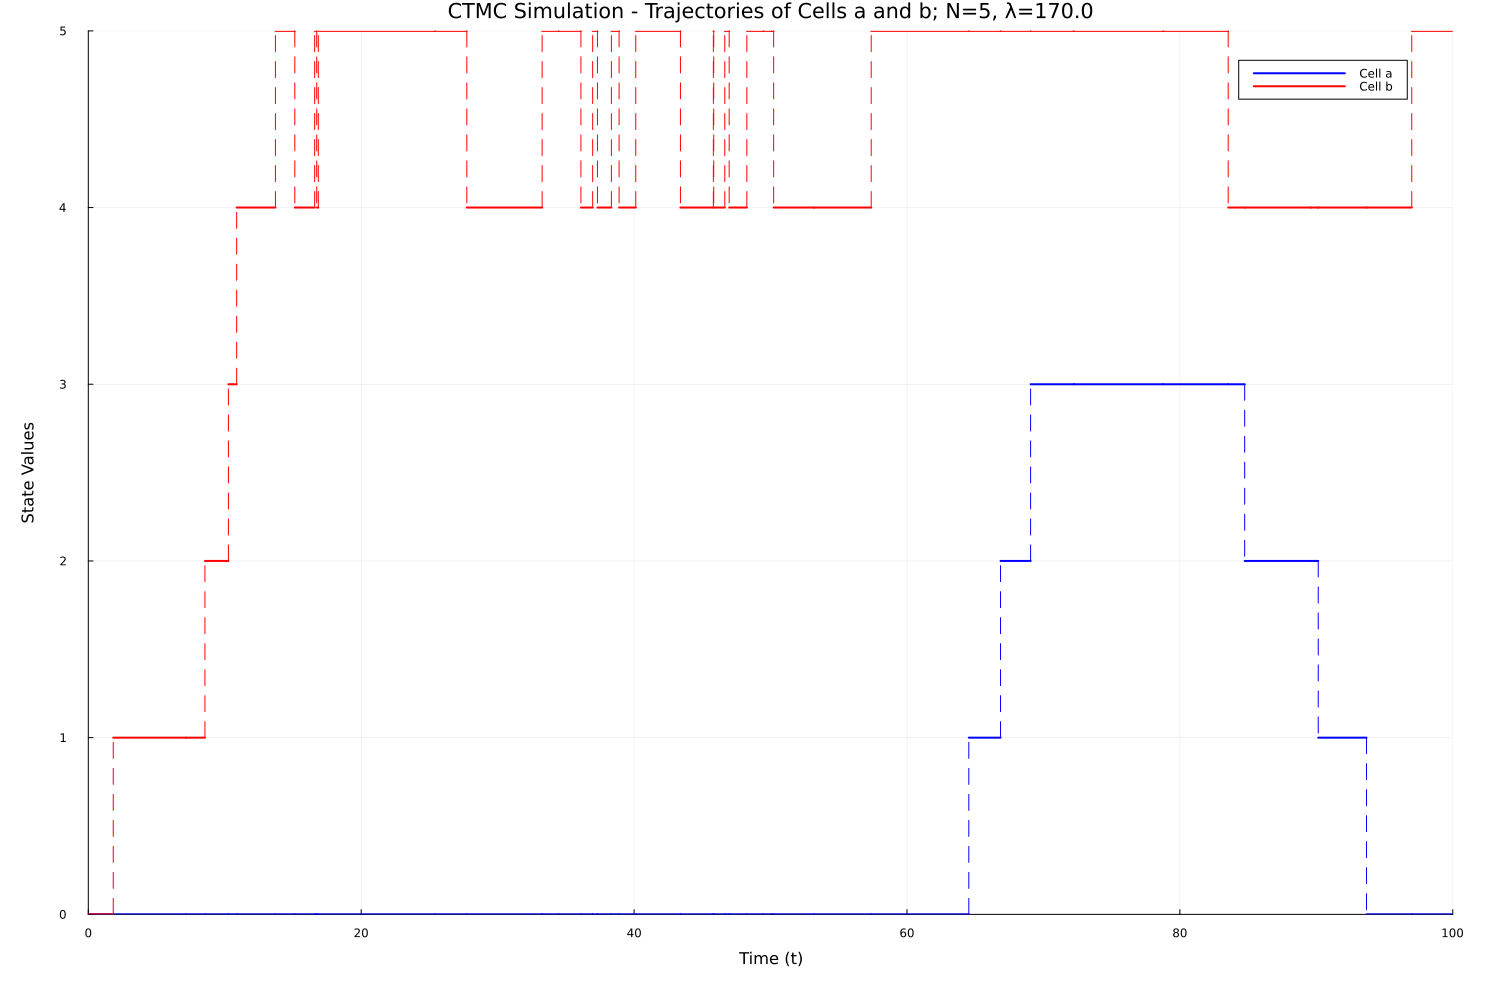 CTMC Simulation - Trajectories of Cells a and b; N=5, λ=170.0
5
Cell a
Cell b
4
3
State Values
2
1
0
0 20 40 60 80 100
Time (t)